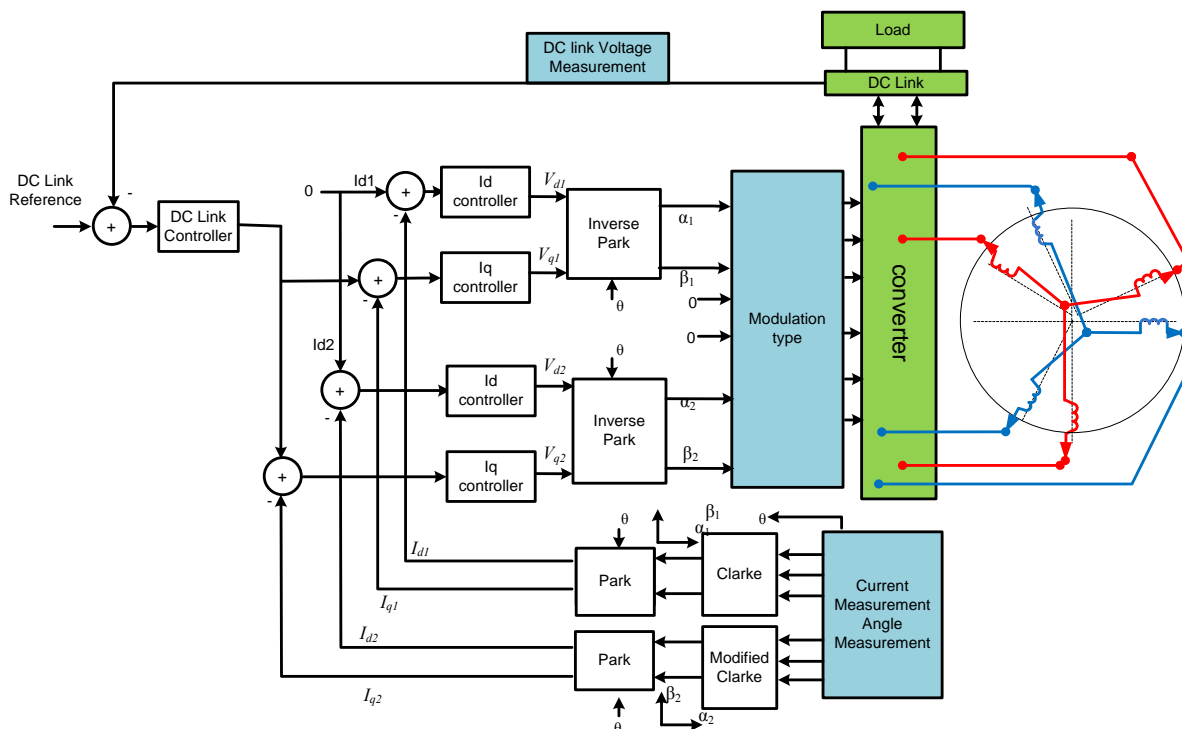 Load
DC link Voltage
Measurement
DC Link
DC Link
Reference
-
+
DC Link
Controller
0
Id1
+
-
Id
controller
Vd1
Inverse
Park
α1
β1
θ
+
-
Iq
controller
Vq1
0
0
Modulation
type
converter
Id2
+
-
Id
controller
Vd2
θ
Inverse
Park
α2
β2
+
-
Iq
controller
Vq2
Id1
Iq1
θ
Park
β1
α1
Clarke
θ
Current
Measurement
Angle
Measurement
Id2
Iq2
Park
θ
β2
α2
Modified
Clarke